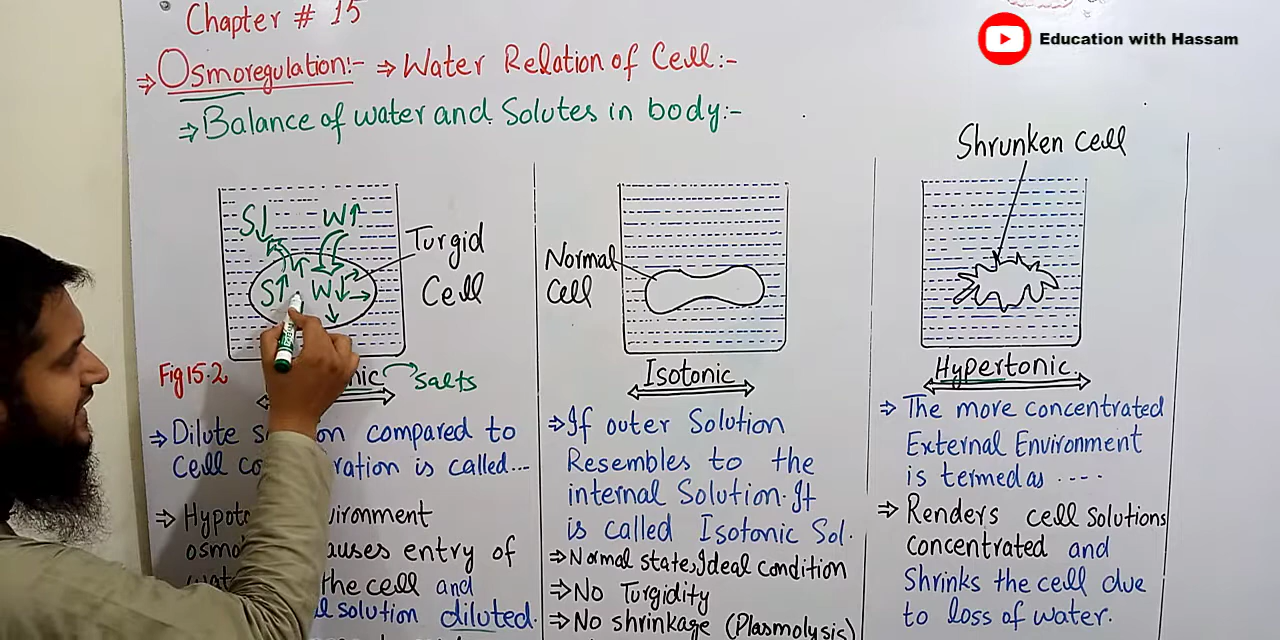 Chapter # 15
Education with Hassam
⇒ Osmoregulation:- ⇒ Water Relation of Cell:-
⇒ Balance of water and Solutes in body:-
S↓ W↑
S↑ W↓
Turgid
Cell
Fig 15.2
Salts
⇒ Dilute compared to
Cell is called...
⇒
entry of
the cell and
solution diluted.
Normal
Cell
Isotonic
⇒ If outer Solution
Resembles to the
internal Solution. It
is called Isotonic Sol.
⇒ Normal state, Ideal condition
⇒ No Turgidity
⇒ No shrinkage (Plasmolysis)
Shrunken Cell
Hypertonic
⇒ The more concentrated
External Environment
is termed as ....
⇒ Renders cell solutions
concentrated and
Shrinks the cell due
to loss of water.